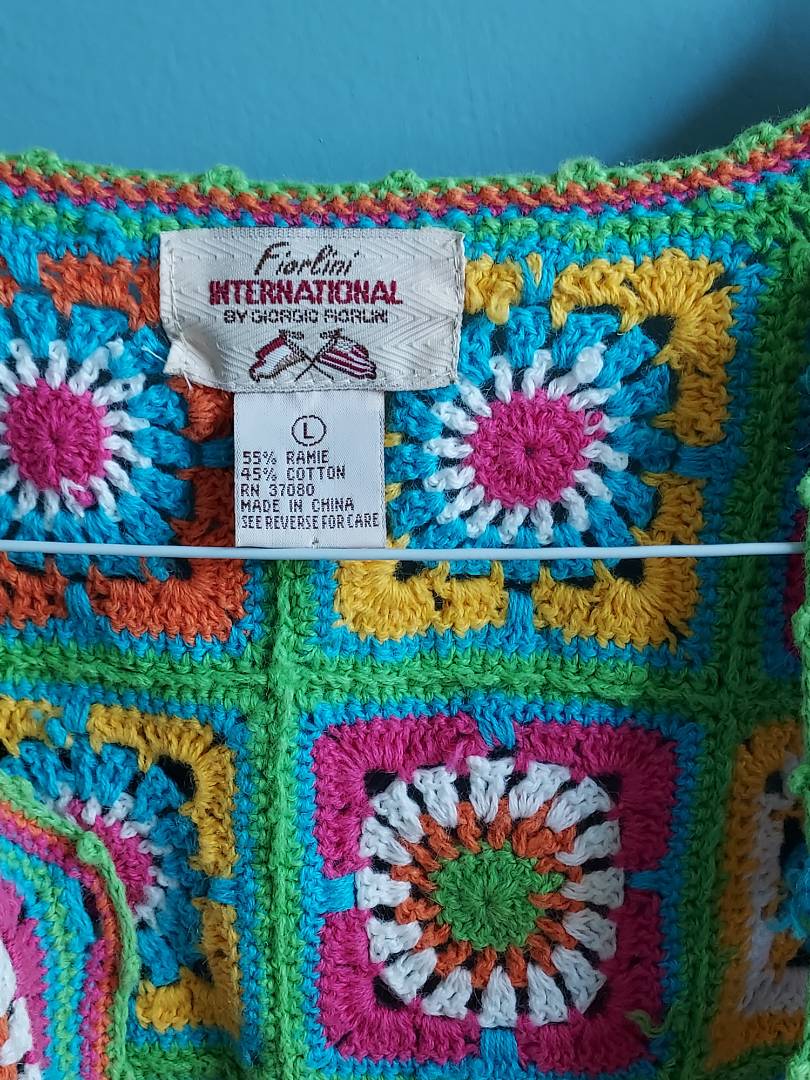 Fiorlini
INTERNATIONAL
BY GIORGIO FIORLINI
L
55% RAMIE
45% COTTON
RN 37080
MADE IN CHINA
SEE REVERSE FOR CARE